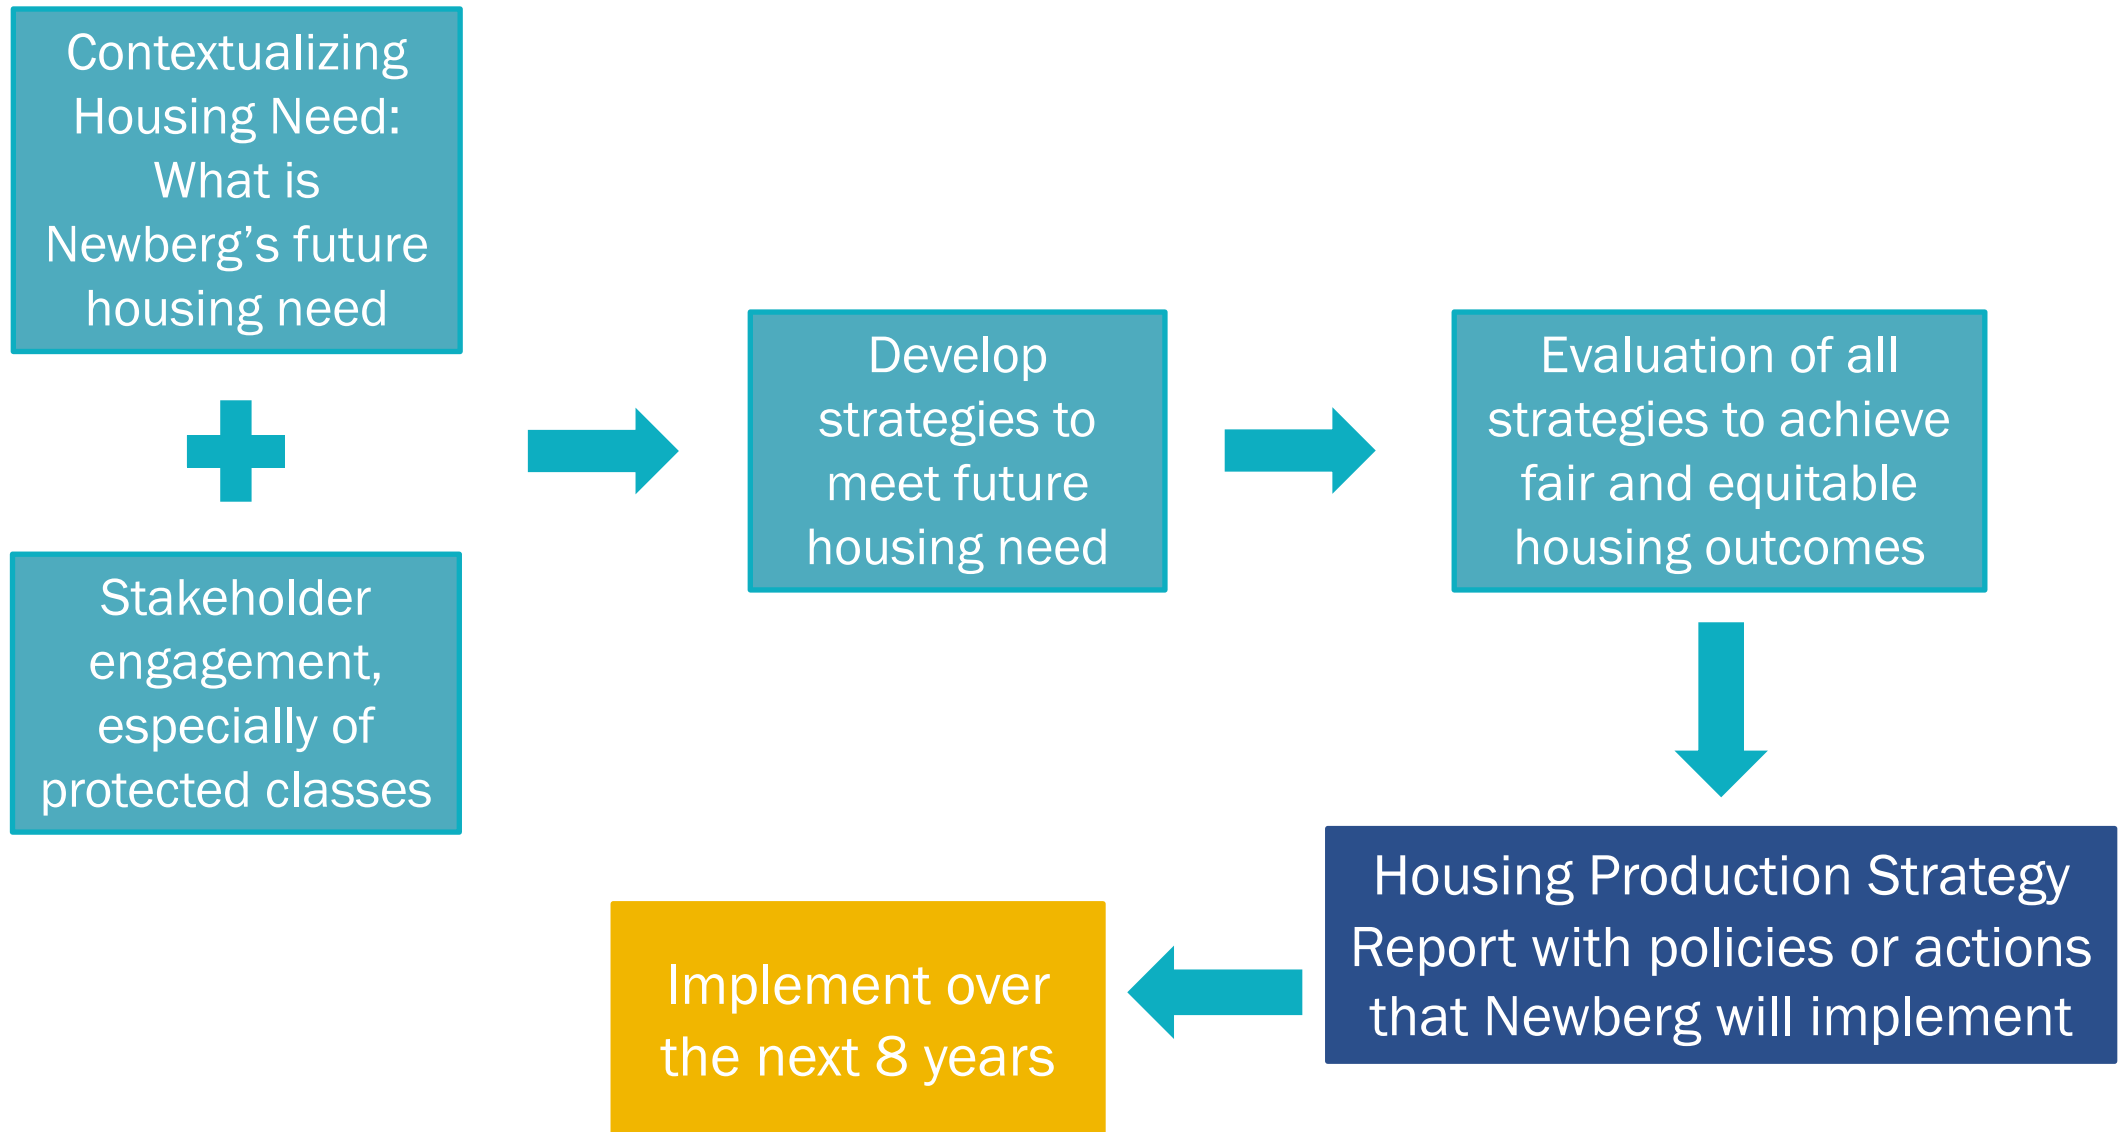 Contextualizing
Housing Need:
What is
Newberg’s future
housing need
Stakeholder
engagement,
especially of
protected classes
Develop
strategies to
meet future
housing need
Evaluation of all
strategies to achieve
fair and equitable
housing outcomes
Housing Production Strategy
Report with policies or actions
that Newberg will implement
Implement over
the next 8 years